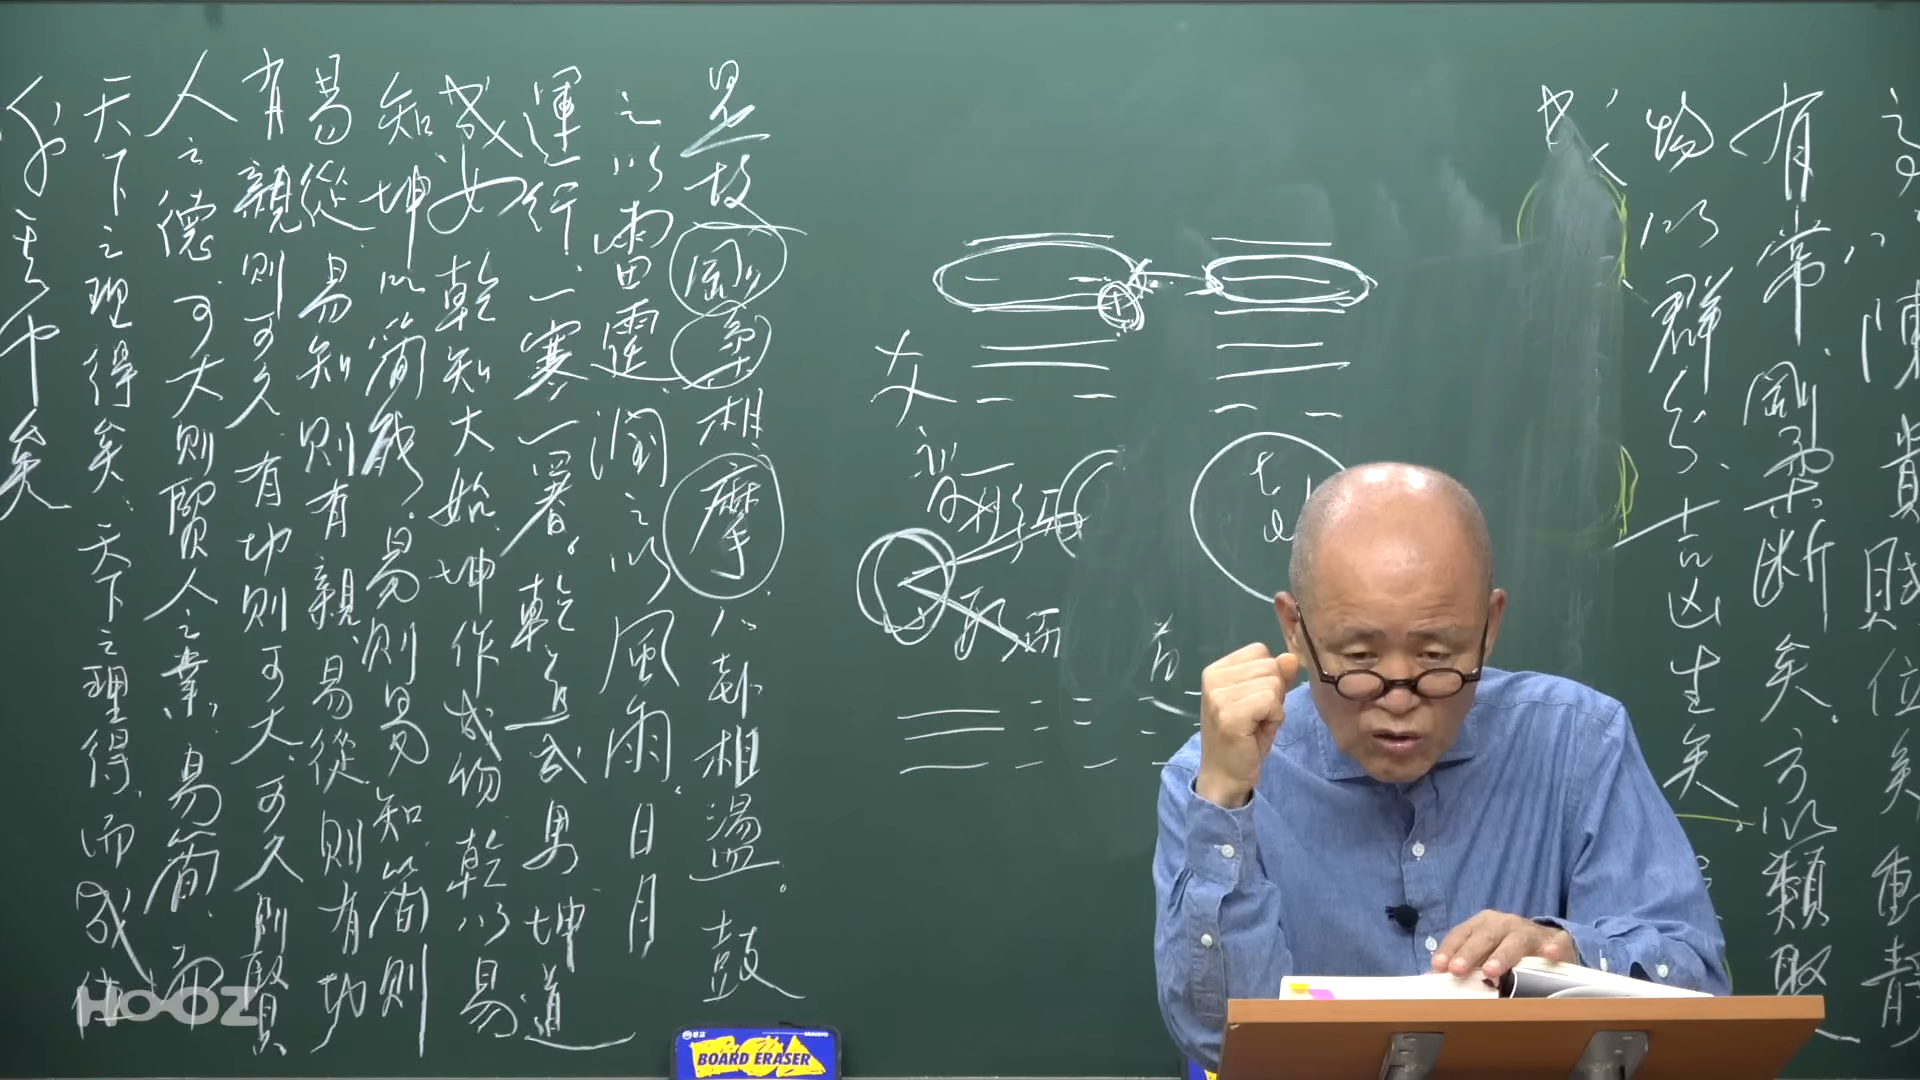 陳 貴賤位矣 動靜
有常 剛柔斷矣 方以類聚
物以群分 吉凶生矣
交
是故剛柔相摩 八卦相盪 鼓
之以雷霆 潤之以風雨 日月
運行 一寒一暑 乾道成男 坤道
成女 乾知大始 坤作成物 乾以易
知 坤以簡能 易則易知 簡則
易從 易知則有親 易從則有功
有親則可久 有功則可大 可久則賢
人之德 可大則賢人之業 易簡 而
天下之理得矣 天下之理得 而成位
乎其中矣
HOOZ
BOARD ERASER